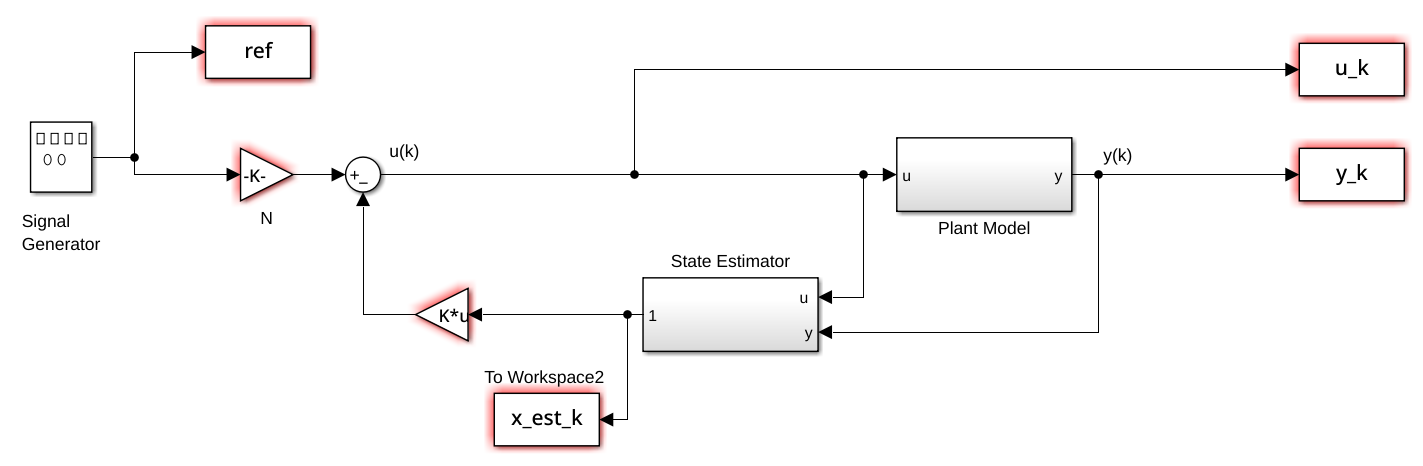 ref
u_k
u(k)
y(k)
+_
-K-
u
y
y_k
N
Signal
Generator
Plant Model
State Estimator
u
K*u
1
y
To Workspace2
x_est_k